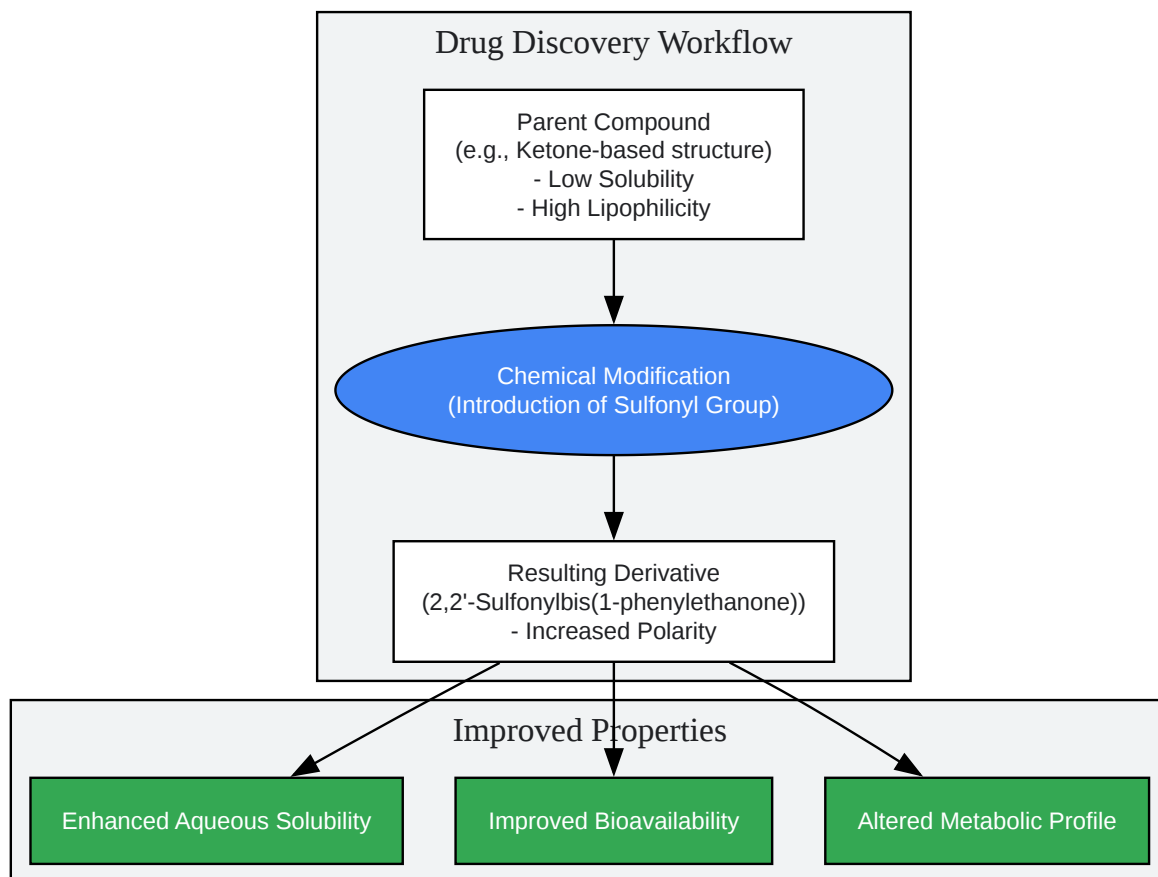 Drug Discovery Workflow
Parent Compound
(e.g., Ketone-based structure)
- Low Solubility
- High Lipophilicity
Chemical Modification
(Introduction of Sulfonyl Group)
Resulting Derivative
(2,2'-Sulfonylbis(1-phenylethanone))
- Increased Polarity
Improved Properties
Enhanced Aqueous Solubility
Improved Bioavailability
Altered Metabolic Profile